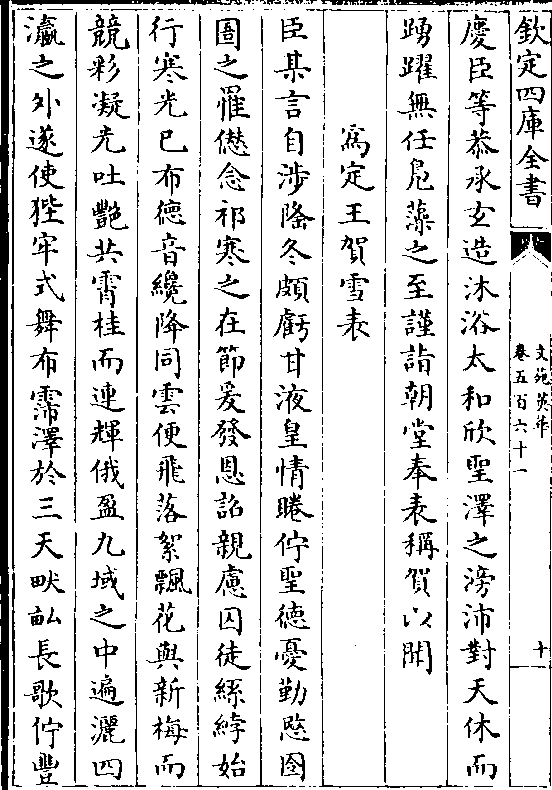 欽定四庫全書
文苑英華
卷五百六十一
十
慶臣等恭承玄造沐浴太和欣聖澤之滂沛對天休而
踴躍無任鳧藻之至謹詣朝堂奉表稱賀以聞
為定王賀雪表
臣某言自涉隆冬頗虧甘液皇情睠佇聖德憂勤愍囹
圄之罹僁念祁寒之在節爰發恩詔親慮囚徒絲綍始
行寒光已布德音纔降同雲便飛落絮飄花與新梅而
競彩凝光吐艷共霄桂而連輝俄盈九域之中遍灑四
瀛之外遂使狴牢式舞布霈澤於三天畎畝長歌佇豐